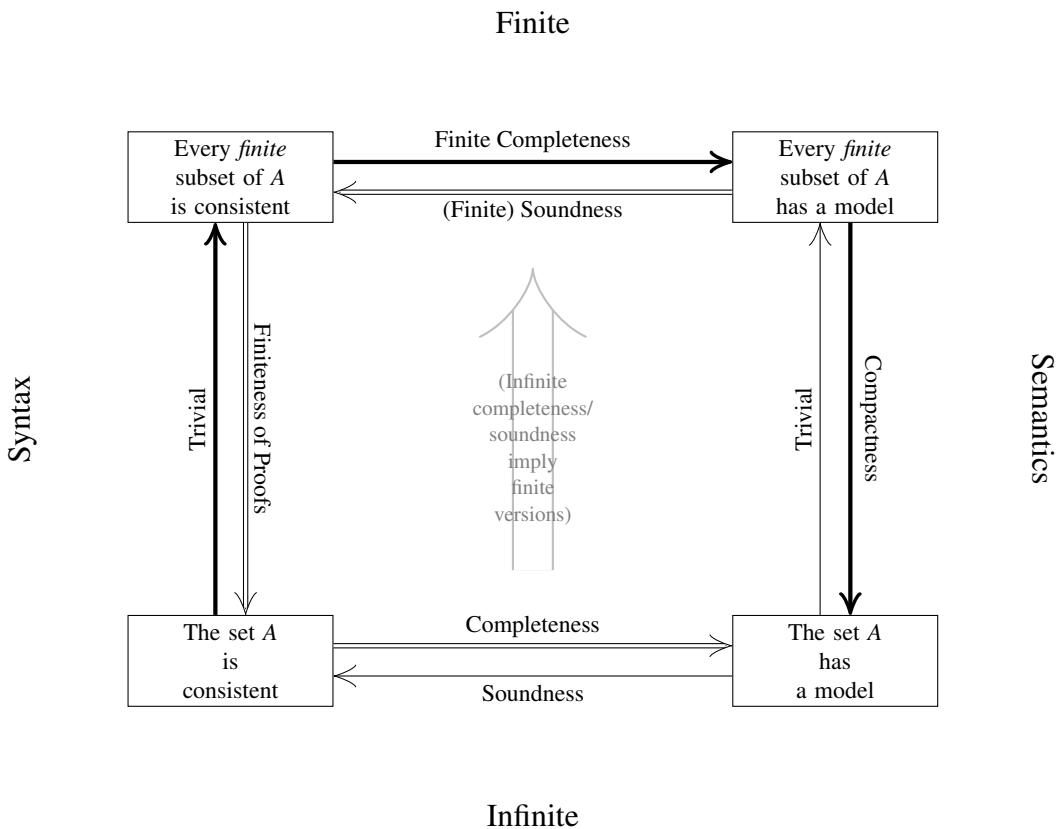 Finite
Every finite
subset of A
is consistent
Finite Completeness
(Finite) Soundness
Every finite
subset of A
has a model
Syntax
Trivial
Finiteness of Proofs
(Infinite
completeness/
soundness
imply
finite
versions)
Trivial
Compactness
Semantics
The set A
is
consistent
Completeness
Soundness
The set A
has
a model
Infinite